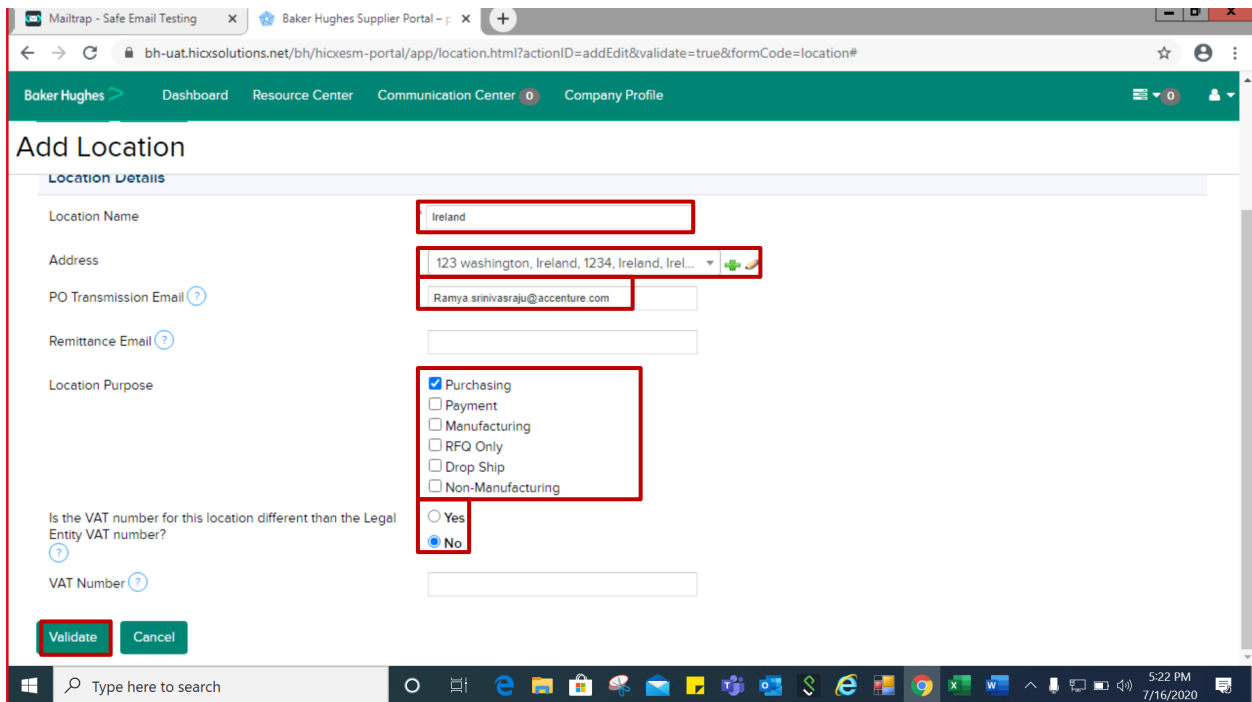 Mailtrap - Safe Email Testing x Baker Hughes Supplier Portal – p x +
bh-uat.hicxsolutions.net/bh/hicxesm-portal/app/location.html?actionID=addEdit&validate=true&formCode=location#
Baker Hughes Dashboard Resource Center Communication Center 0 Company Profile 0
Add Location
Location Details
Location Name * Ireland
Address 123 washington, Ireland, 1234, Ireland, Irel...
PO Transmission Email ? Ramya.srinivasraju@accenture.com
Remittance Email ?
Location Purpose Purchasing
Payment
Manufacturing
RFQ Only
Drop Ship
Non-Manufacturing
Is the VAT number for this location different than the Legal Yes
Entity VAT number? No
?
VAT Number ?
Validate Cancel
Type here to search 5:22 PM
7/16/2020